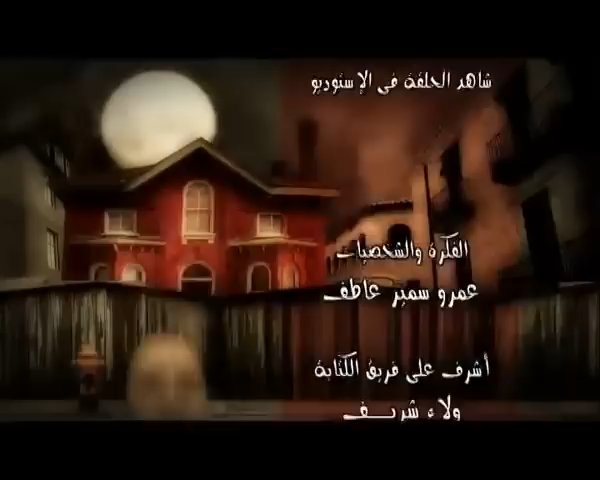 شاهد الحلقة فى الإستوديو
الفكرة والشخصيات
عمرو سمير عاطف
أشرف على فريق الكتابة
ولاء شريف